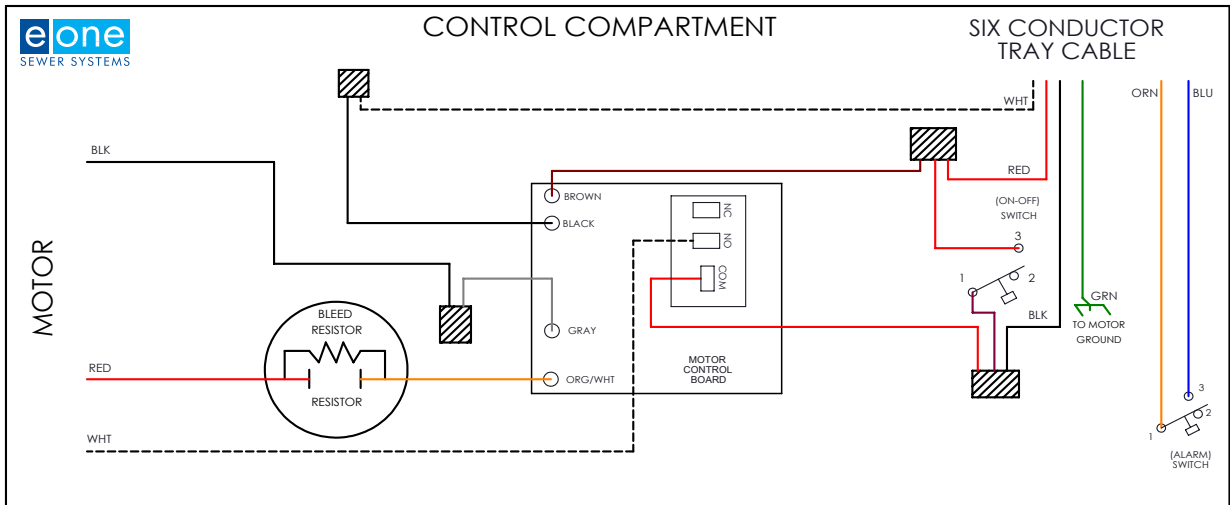 eone
SEWER SYSTEMS
CONTROL COMPARTMENT
SIX CONDUCTOR
TRAY CABLE
WHT
ORN
BLU
BLK
RED
BROWN
BLACK
NC
NO
COM
(ON-OFF)
SWITCH
3
1
2
MOTOR
BLEED
RESISTOR
GRAY
GRN
BLK
TO MOTOR
GROUND
MOTOR
CONTROL
BOARD
RED
ORG/WHT
RESISTOR
3
2
1
WHT
(ALARM)
SWITCH